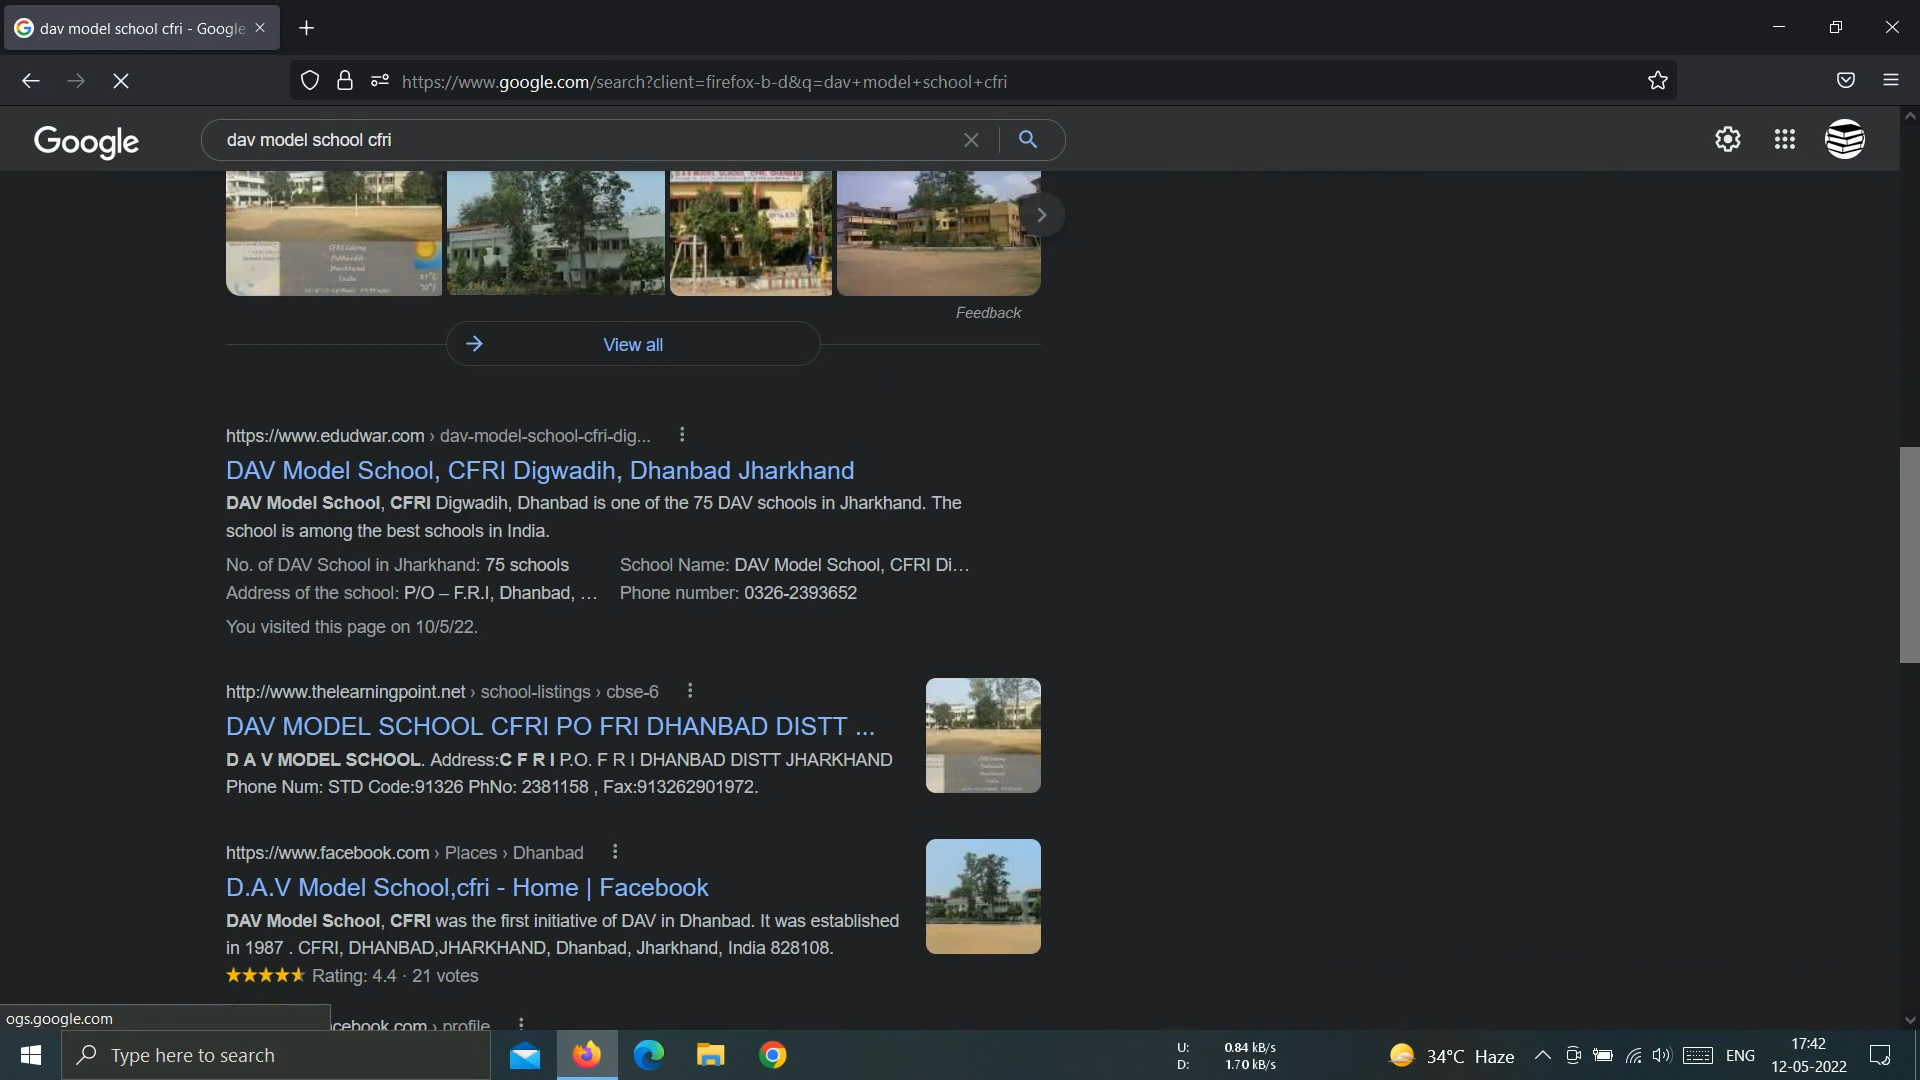 dav model school cfri - Google
https://www.google.com/search?client=firefox-b-d&q=dav+model+school+cfri
Google
dav model school cfri
D.A.V MODEL SCHOOL CFRI DHANBAD
CFRI Colony
Pathardih
Jharkhand
India
Feedback
View all
https://www.edudwar.com › dav-model-school-cfri-dig...
DAV Model School, CFRI Digwadih, Dhanbad Jharkhand
DAV Model School, CFRI Digwadih, Dhanbad is one of the 75 DAV schools in Jharkhand. The
school is among the best schools in India.
No. of DAV School in Jharkhand: 75 schools School Name: DAV Model School, CFRI Di...
Address of the school: P/O – F.R.I, Dhanbad, ... Phone number: 0326-2393652
You visited this page on 10/5/22.
http://www.thelearningpoint.net › school-listings › cbse-6
DAV MODEL SCHOOL CFRI PO FRI DHANBAD DISTT ...
D A V MODEL SCHOOL. Address:C F R I P.O. F R I DHANBAD DISTT JHARKHAND
Phone Num: STD Code:91326 PhNo: 2381158 , Fax:913262901972.
https://www.facebook.com › Places › Dhanbad
D.A.V Model School,cfri - Home | Facebook
DAV Model School, CFRI was the first initiative of DAV in Dhanbad. It was established
in 1987 . CFRI, DHANBAD,JHARKHAND, Dhanbad, Jharkhand, India 828108.
Rating: 4.4 · 21 votes
cebook.com › profile
ogs.google.com
Type here to search
U: 0.84 kB/s
D: 1.70 kB/s
34°C Haze
ENG
17:42
12-05-2022